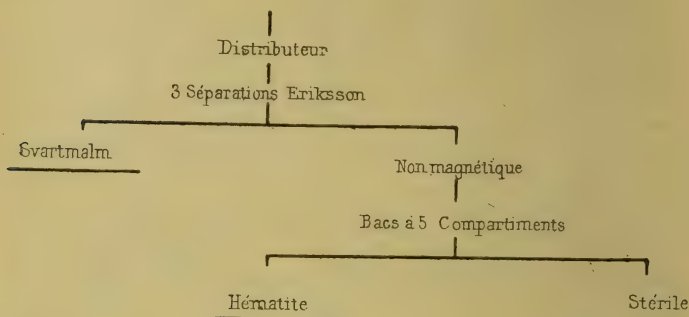 Distributeur
3 Séparations Eriksson
Svartmalm
Non magnétique
Bacs à 5 Compartiments
Hématite
Stérile